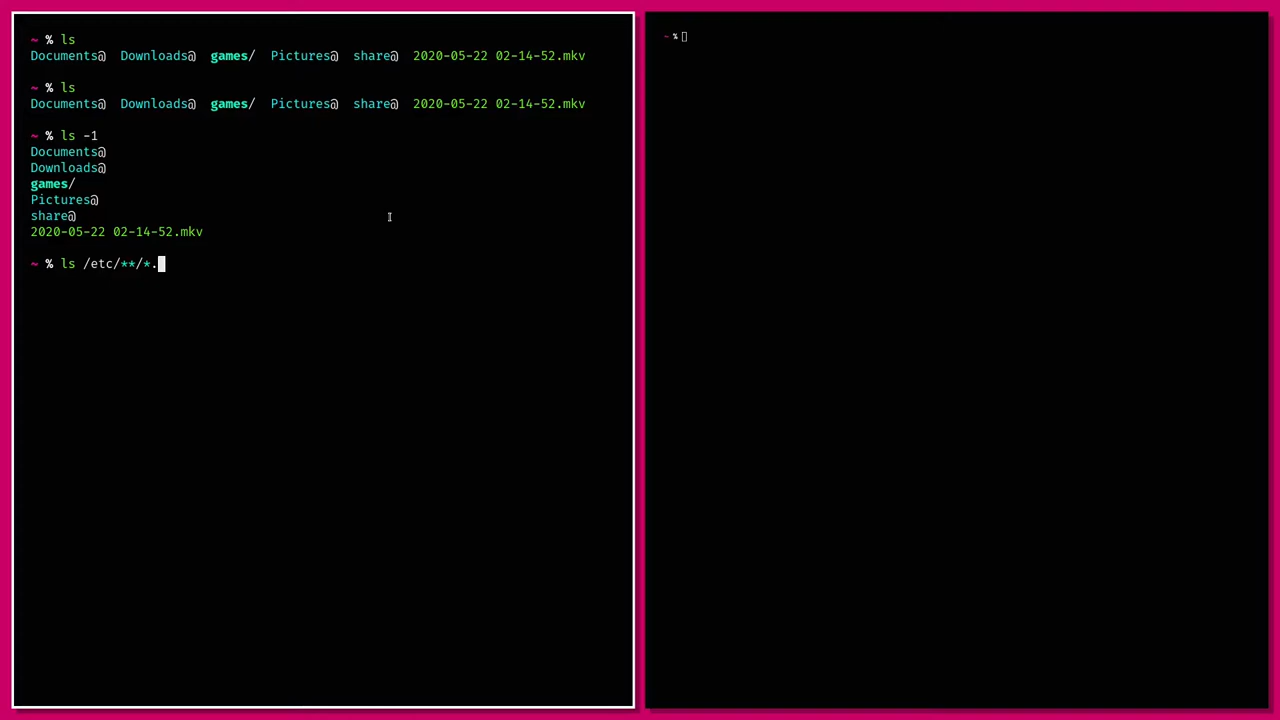 ~ % ls
Documents@ Downloads@ games/ Pictures@ share@ 2020-05-22 02-14-52.mkv
~ % ls
Documents@ Downloads@ games/ Pictures@ share@ 2020-05-22 02-14-52.mkv
~ % ls -1
Documents@
Downloads@
games/
Pictures@
share@
2020-05-22 02-14-52.mkv
~ % ls /etc/**/*.
~ %